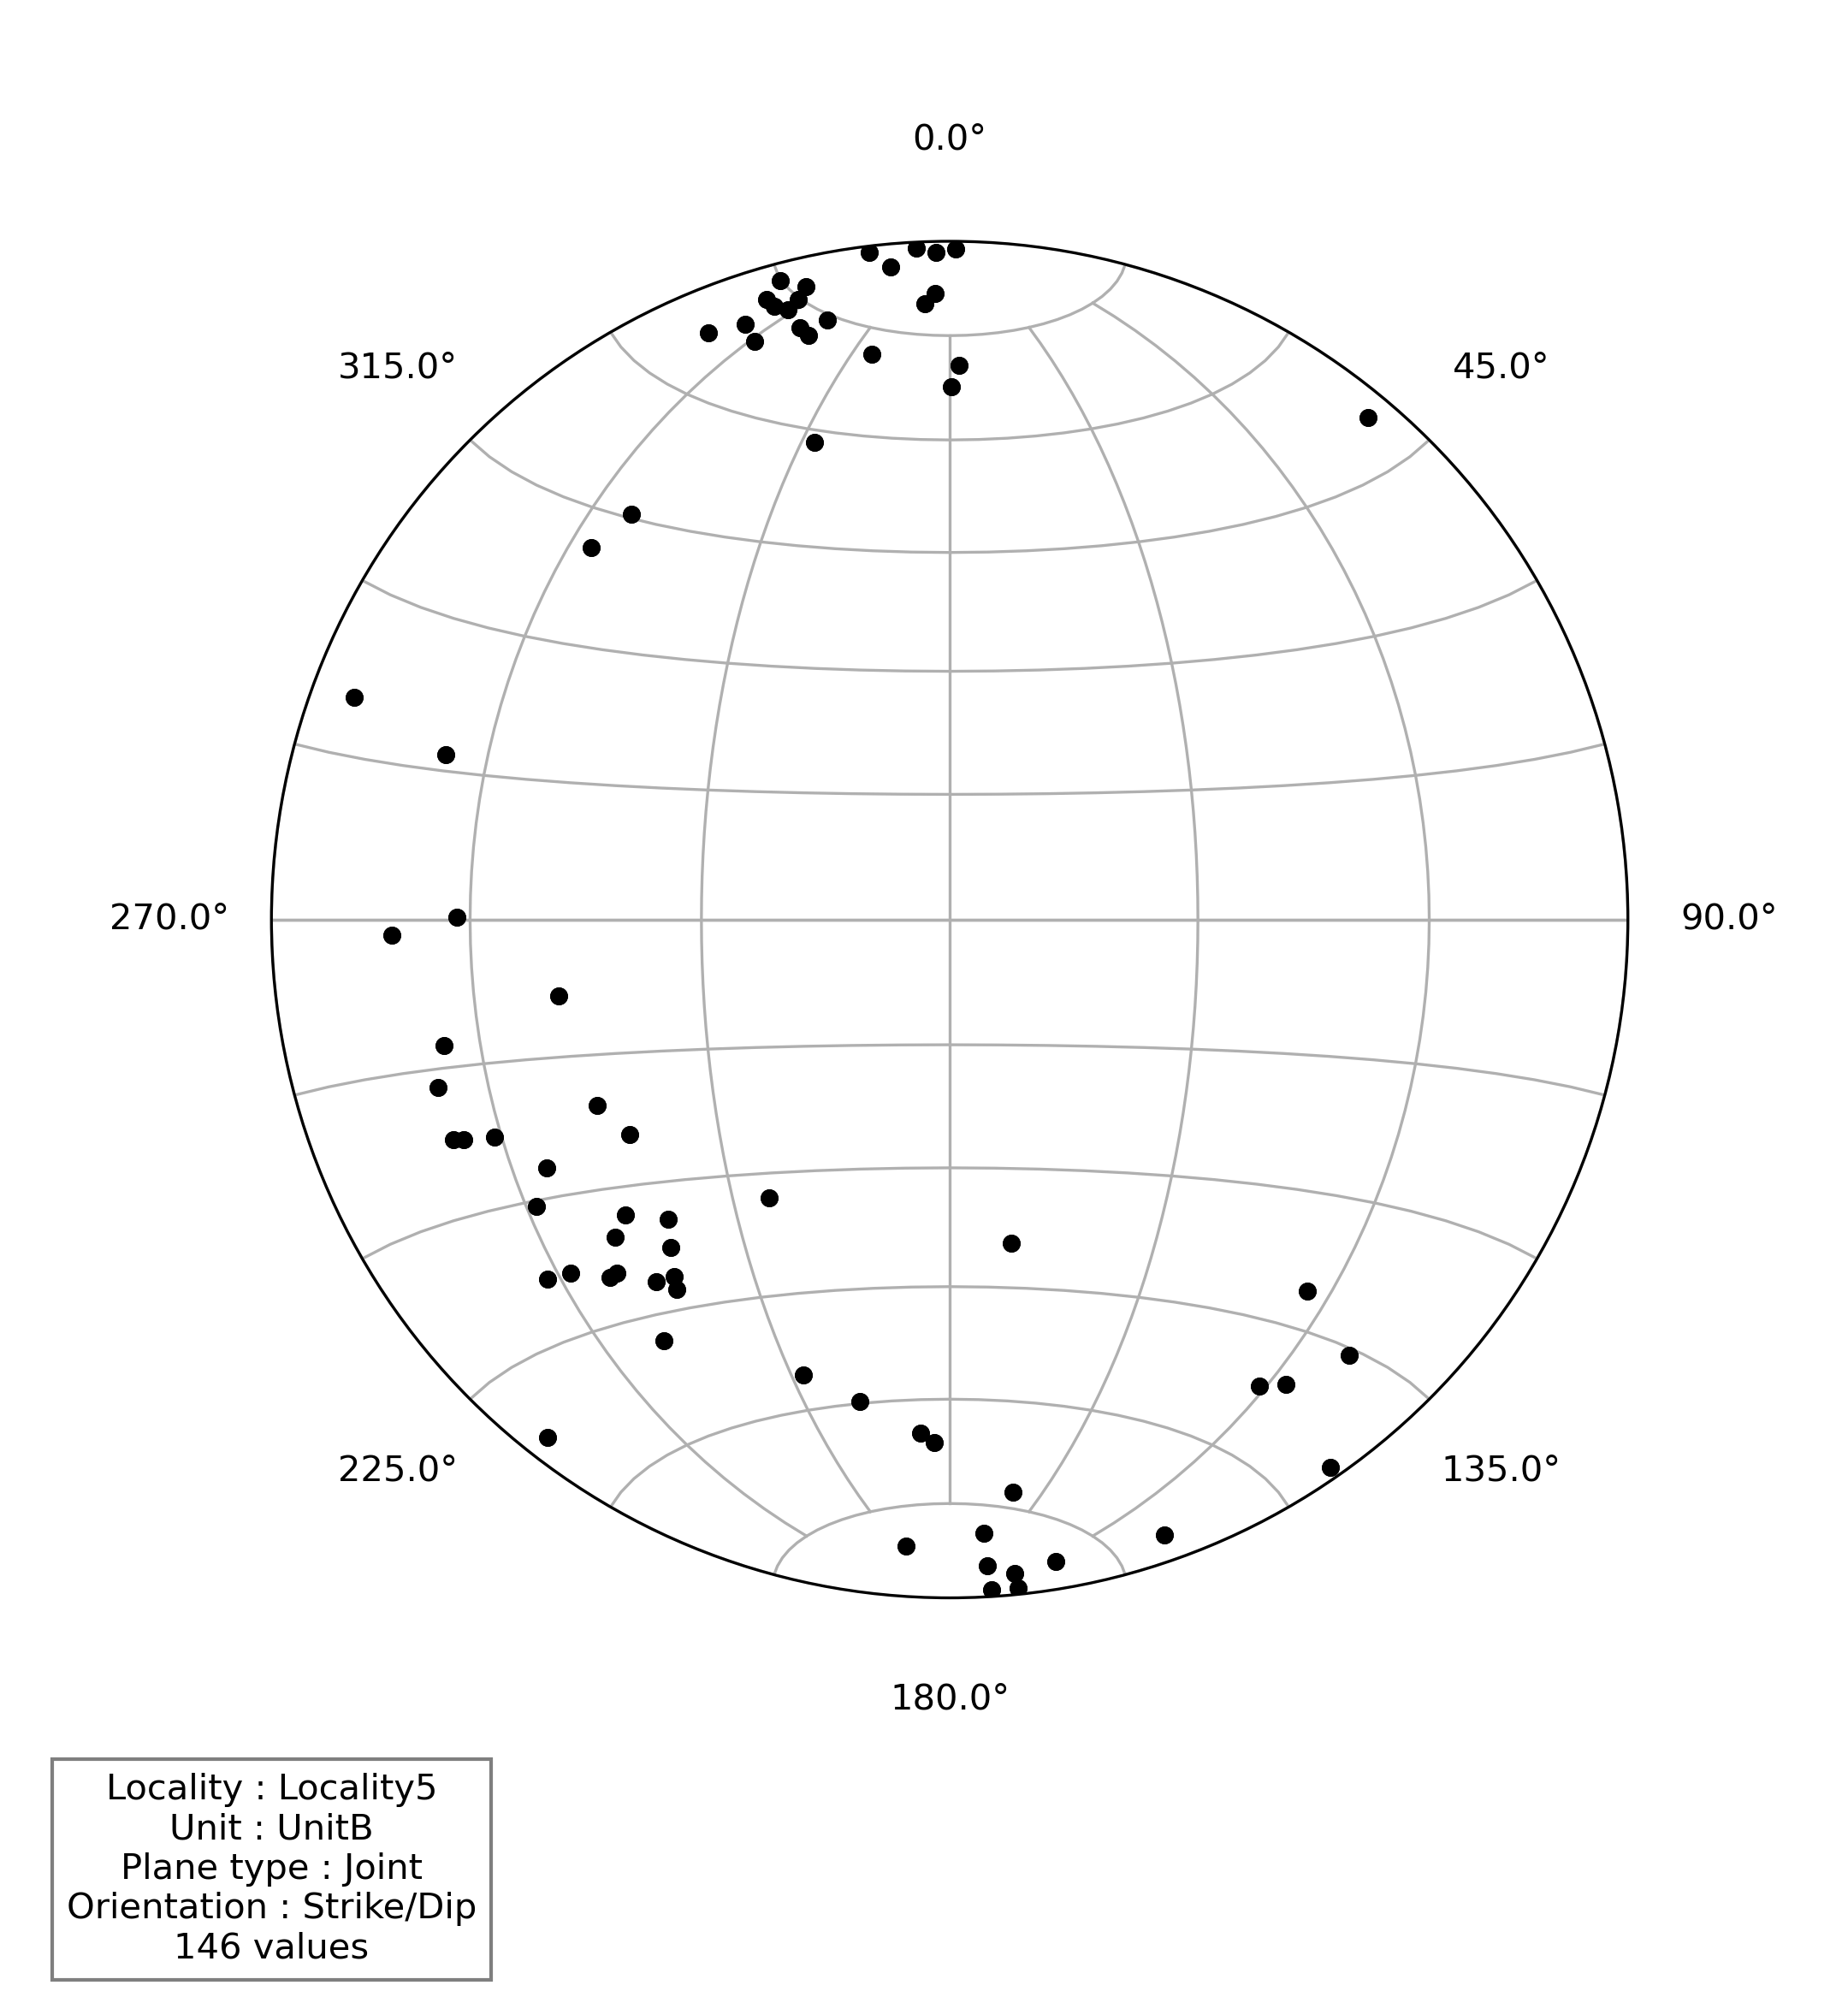 0.0°
315.0°
45.0°
270.0°
90.0°
225.0°
135.0°
180.0°
Locality : Locality5
Unit : UnitB
Plane type : Joint
Orientation : Strike/Dip
146 values